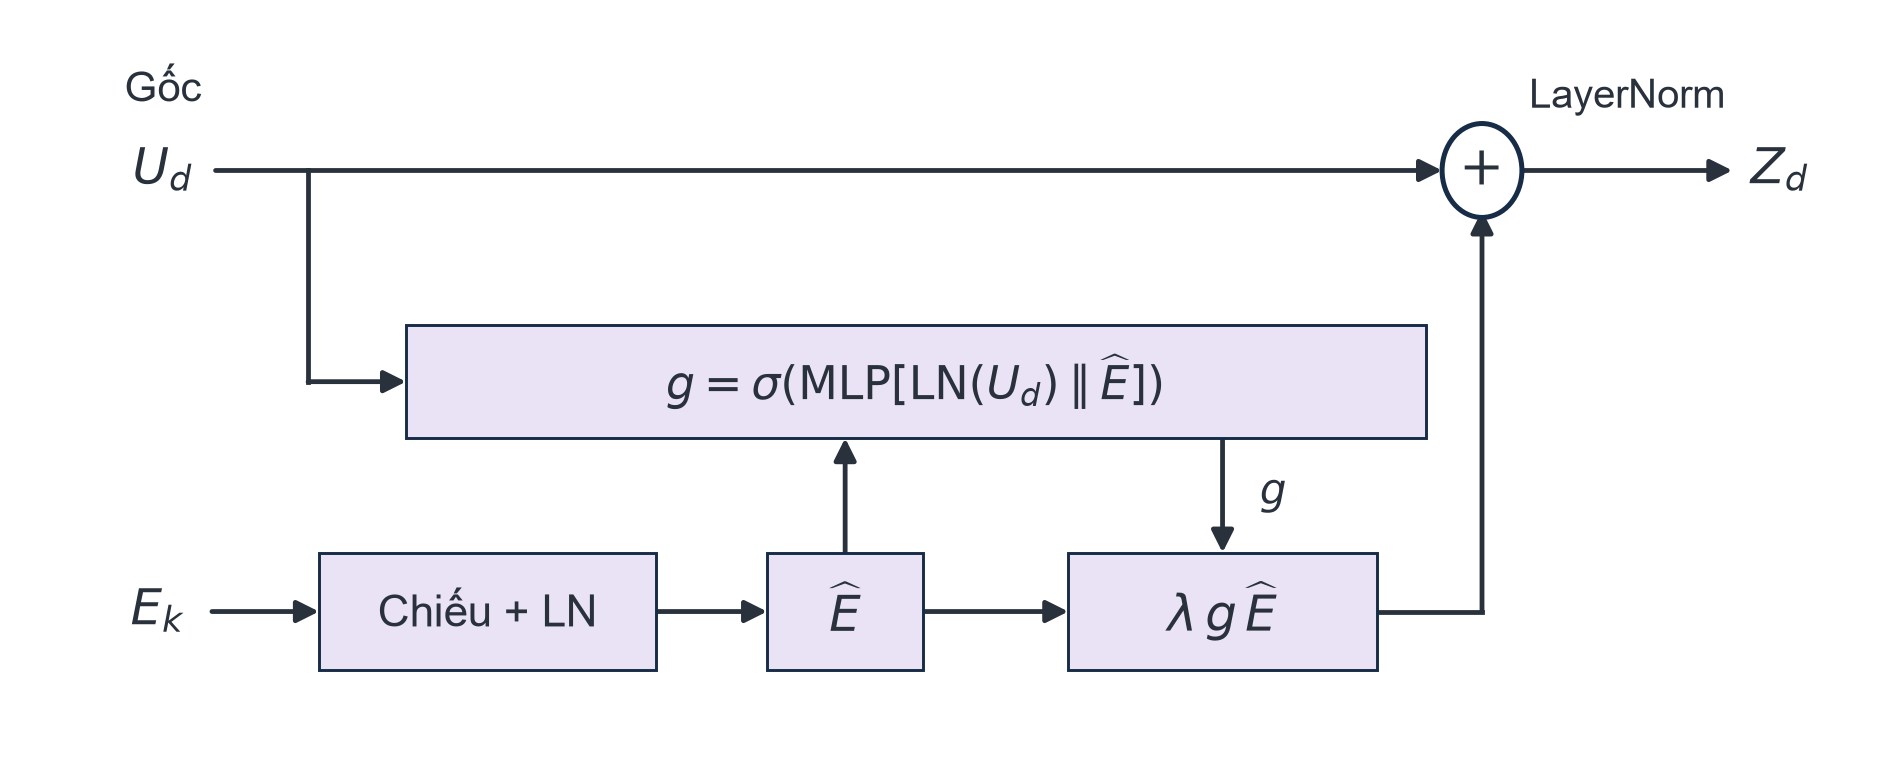 Gốc
LayerNorm
U_d
+
Z_d
g = σ(MLP[LN(U_d) ∥ Ê])
g
E_k
Chiếu + LN
Ê
λ g Ê